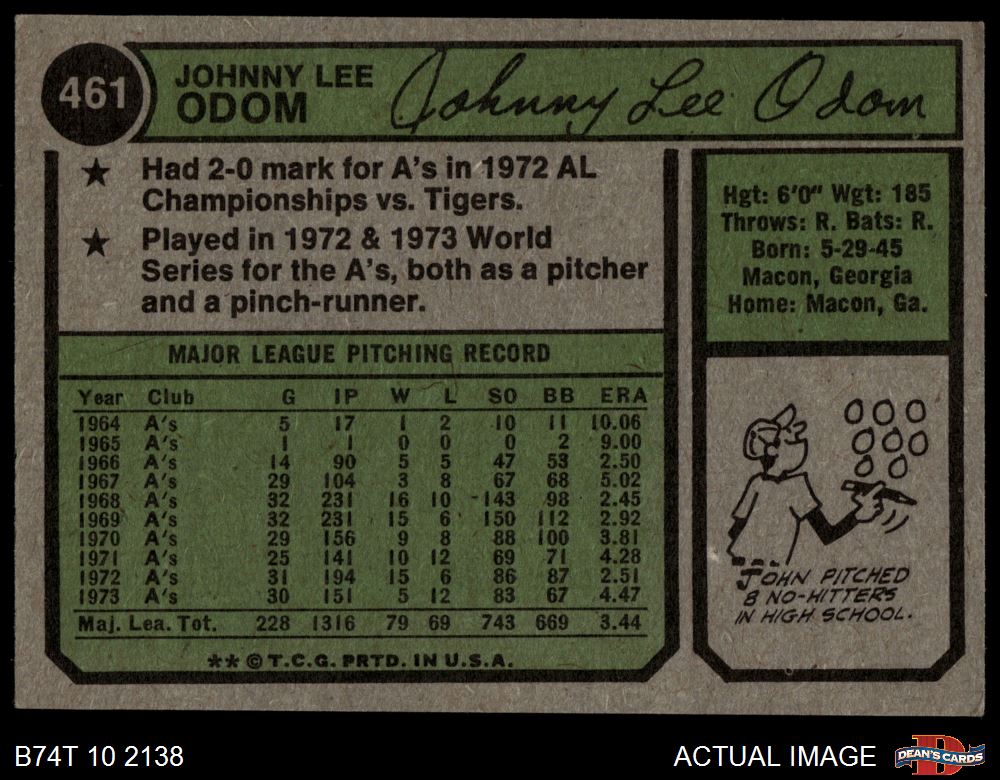 461
JOHNNY LEE
ODOM
Johnny Lee Odom
★ Had 2-0 mark for A's in 1972 AL
Championships vs. Tigers.
★ Played in 1972 & 1973 World
Series for the A's, both as a pitcher
and a pinch-runner.
Hgt: 6'0" Wgt: 185
Throws: R. Bats: R.
Born: 5-29-45
Macon, Georgia
Home: Macon, Ga.
MAJOR LEAGUE PITCHING RECORD
Year Club G IP W L SO BB ERA
1964 A's 5 17 1 2 10 11 10.06
1965 A's 1 1 0 0 0 2 9.00
1966 A's 14 90 5 5 47 53 2.50
1967 A's 29 104 3 8 67 68 5.02
1968 A's 32 231 16 10 143 98 2.45
1969 A's 32 231 15 6 150 112 2.92
1970 A's 29 156 9 8 88 100 3.81
1971 A's 25 141 10 12 69 71 4.28
1972 A's 31 194 15 6 86 87 2.51
1973 A's 30 151 5 12 83 67 4.47
Maj. Lea. Tot. 228 1316 79 69 743 669 3.44
** © T.C.G. PRTD. IN U.S.A.
JOHN PITCHED
8 NO-HITTERS
IN HIGH SCHOOL.
B74T 10 2138
ACTUAL IMAGE
DEAN'S CARDS